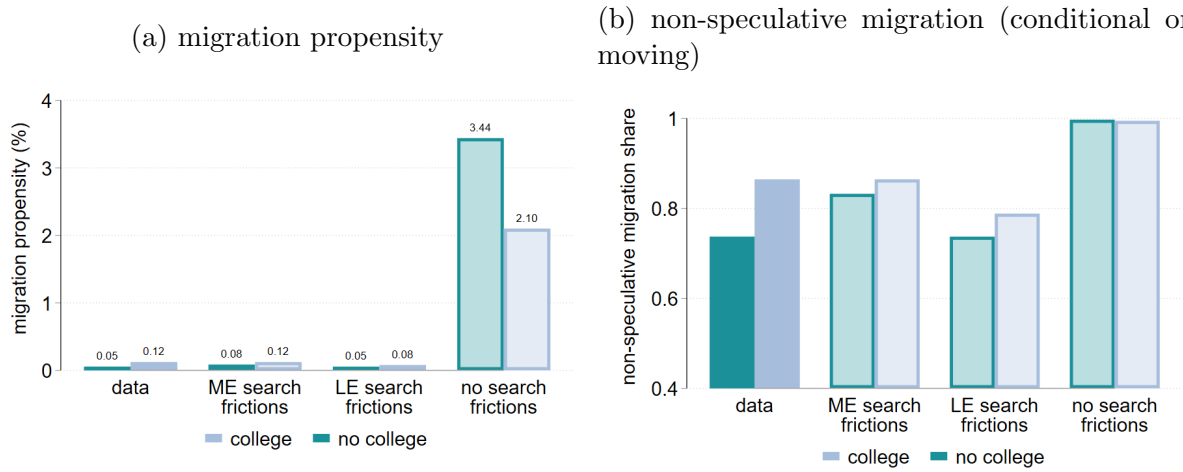 (a) migration propensity
migration propensity (%)
4
3
2
1
0
0.05
0.12
0.08
0.12
0.05
0.08
3.44
2.10
data
ME search
frictions
LE search
frictions
no search
frictions
college
no college
(b) non-speculative migration (conditional on
moving)
non-speculative migration share
1
0.8
0.6
0.4
data
ME search
frictions
LE search
frictions
no search
frictions
college
no college